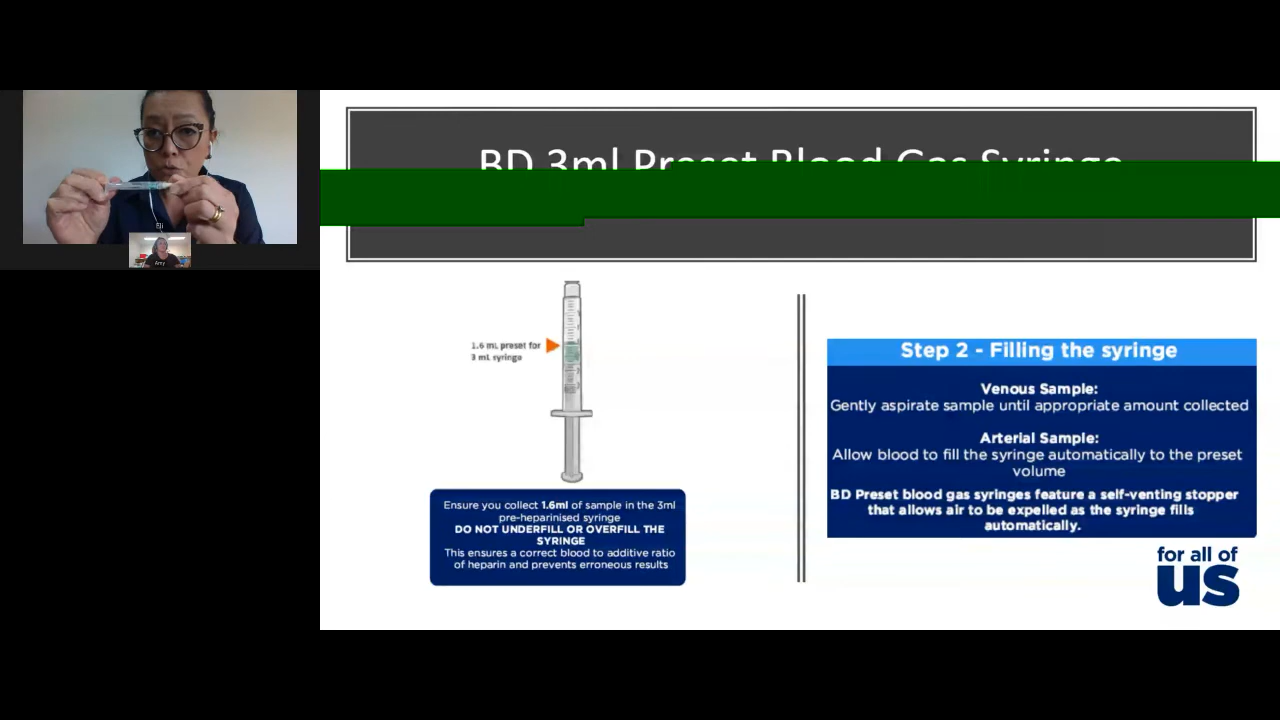 BD 3ml Preset Blood Gas Syringe
Eli
Amy
1.6 mL preset for
3 mL syringe
Ensure you collect 1.6ml of sample in the 3ml
pre-heparinised syringe
DO NOT UNDERFILL OR OVERFILL THE
SYRINGE
This ensures a correct blood to additive ratio
of heparin and prevents erroneous results
Step 2 - Filling the syringe
Venous Sample:
Gently aspirate sample until appropriate amount collected
Arterial Sample:
Allow blood to fill the syringe automatically to the preset
volume
BD Preset blood gas syringes feature a self-venting stopper
that allows air to be expelled as the syringe fills
automatically.
for all of
us